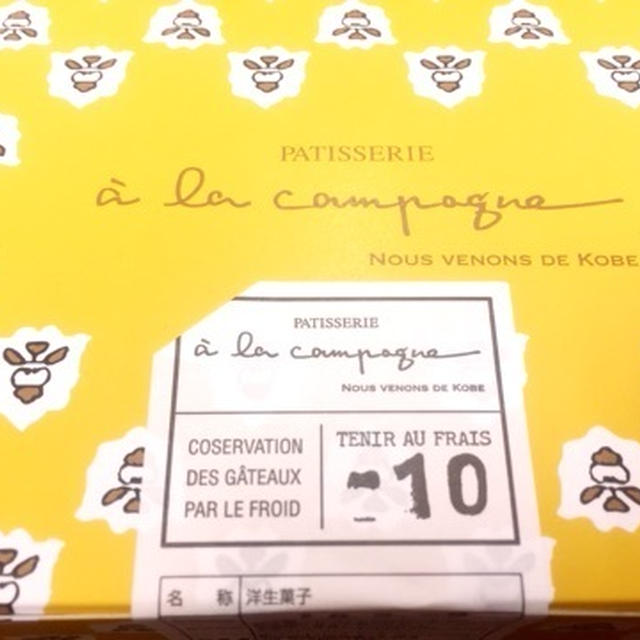 PATISSERIE
à la campagne
NOUS VENONS DE KOBE
PATISSERIE
à la campagne
NOUS VENONS DE KOBE
COSERVATION
DES GÂTEAUX
PAR LE FROID
TENIR AU FRAIS
-10
名 称 洋生菓子